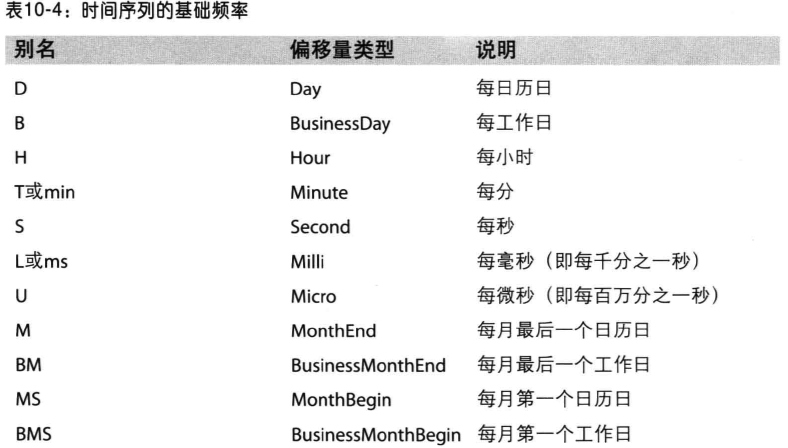 表10-4：时间序列的基础频率
别名 偏移量类型 说明
D Day 每日历日
B BusinessDay 每工作日
H Hour 每小时
T或min Minute 每分
S Second 每秒
L或ms Milli 每毫秒（即每千分之一秒）
U Micro 每微秒（即每百万分之一秒）
M MonthEnd 每月最后一个日历日
BM BusinessMonthEnd 每月最后一个工作日
MS MonthBegin 每月第一个日历日
BMS BusinessMonthBegin 每月第一个工作日